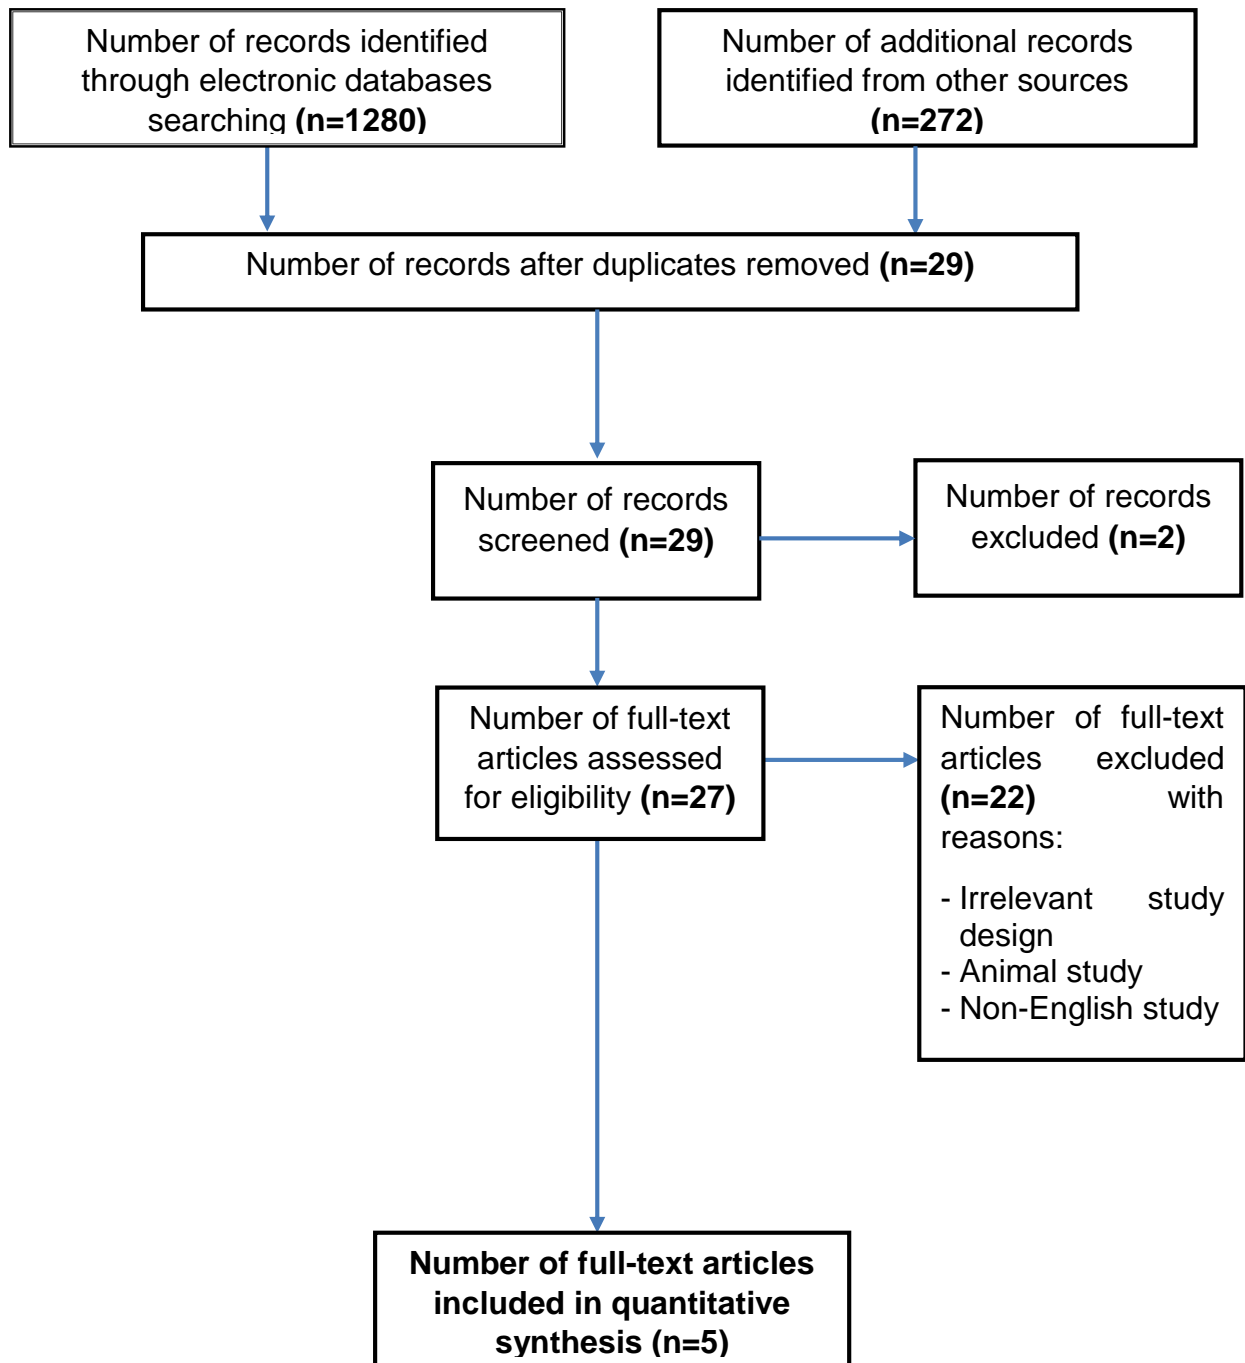 Number of records identified
through electronic databases
searching (n=1280)
Number of additional records
identified from other sources
(n=272)
Number of records after duplicates removed (n=29)
Number of records
screened (n=29)
Number of records
excluded (n=2)
Number of full-text
articles assessed
for eligibility (n=27)
Number of full-text
articles excluded
(n=22) with
reasons:
- Irrelevant study
design
- Animal study
- Non-English study
Number of full-text articles
included in quantitative
synthesis (n=5)